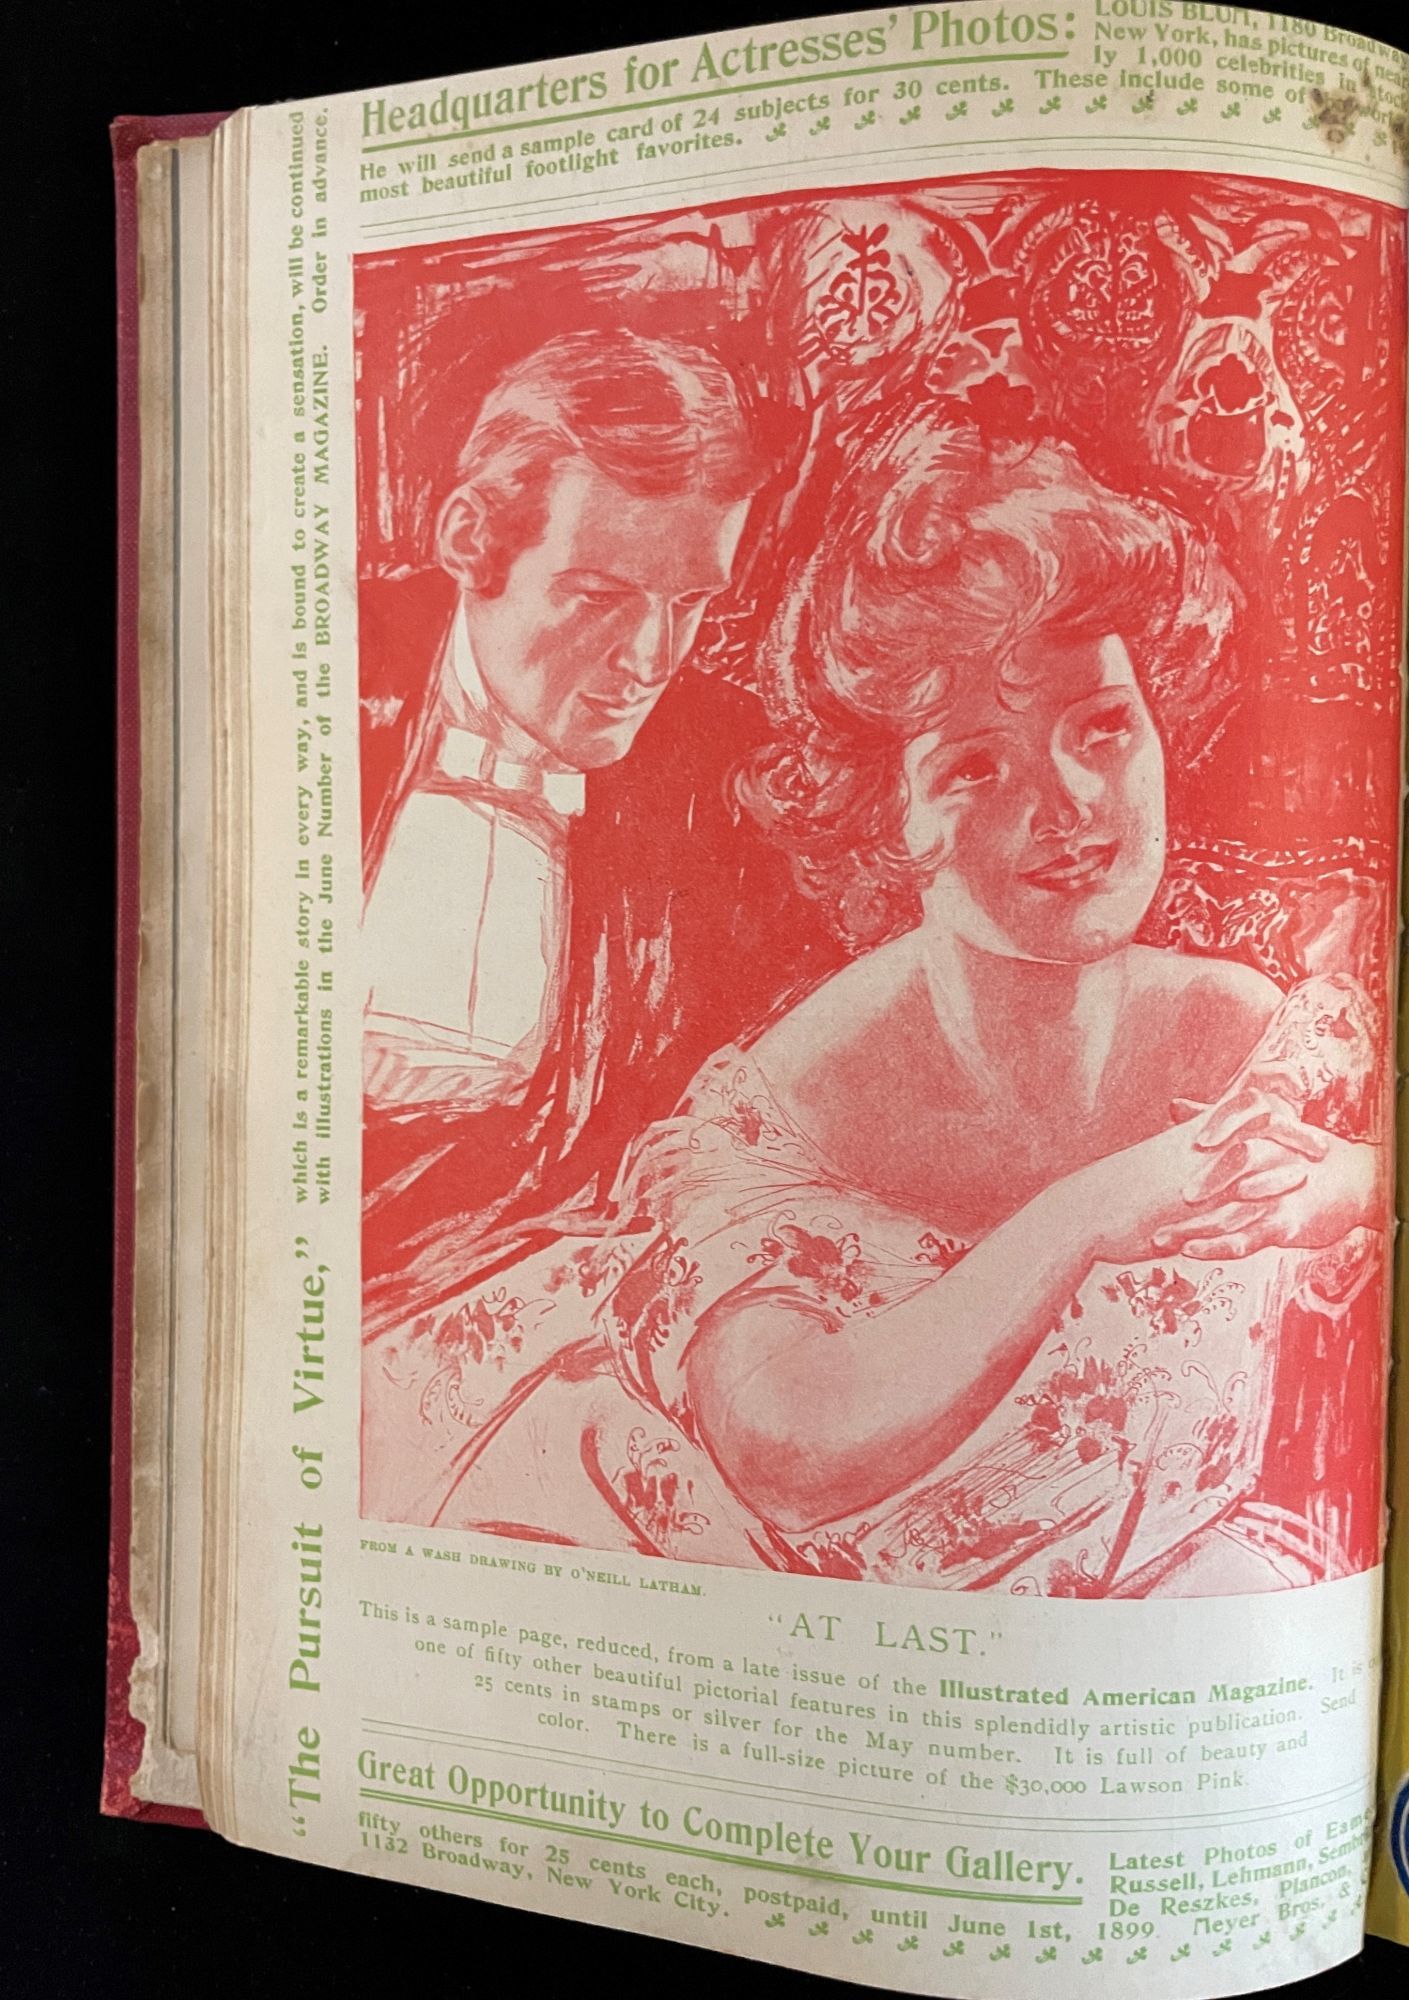 Headquarters for Actresses' Photos:
LOUIS BLUM, 1180 Broadway
New York, has pictures of near
ly 1,000 celebrities in stock
He will send a sample card of 24 subjects for 30 cents. These include some of
most beautiful footlight favorites.
"The Pursuit of Virtue,"
which is a remarkable story in every way, and is bound to create a sensation, will be continued
with illustrations in the June Number of the BROADWAY MAGAZINE. Order in advance.
FROM A WASH DRAWING BY O'NEILL LATHAM.
"AT LAST."
This is a sample page, reduced, from a late issue of the Illustrated American Magazine. It is
one of fifty other beautiful pictorial features in this splendidly artistic publication. Send
25 cents in stamps or silver for the May number. It is full of beauty and
color. There is a full-size picture of the $30,000 Lawson Pink.
Great Opportunity to Complete Your Gallery.
Latest Photos of
Russell, Lehmann,
De Reszkes, Plancon,
fifty others for 25 cents each, postpaid, until June 1st, 1899. Meyer Bros. &
1132 Broadway, New York City.